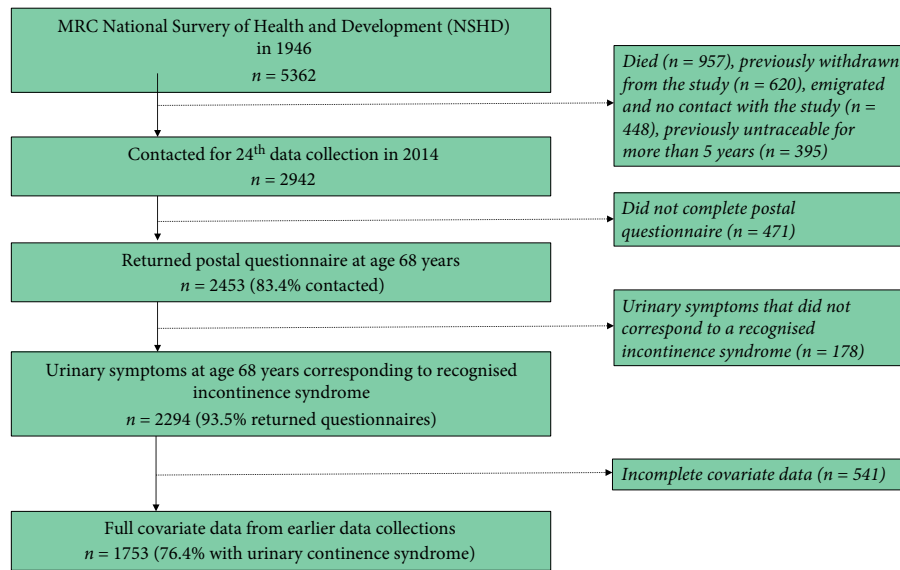 MRC National Survery of Health and Development (NSHD)
in 1946
n = 5362
Died (n = 957), previously withdrawn
from the study (n = 620), emigrated
and no contact with the study (n =
448), previously untraceable for
more than 5 years (n = 395)
Contacted for 24th data collection in 2014
n = 2942
Did not complete postal
questionnaire (n = 471)
Returned postal questionnaire at age 68 years
n = 2453 (83.4% contacted)
Urinary symptoms that did not
correspond to a recognised
incontinence syndrome (n = 178)
Urinary symptoms at age 68 years corresponding to recognised
incontinence syndrome
n = 2294 (93.5% returned questionnaires)
Incomplete covariate data (n = 541)
Full covariate data from earlier data collections
n = 1753 (76.4% with urinary continence syndrome)